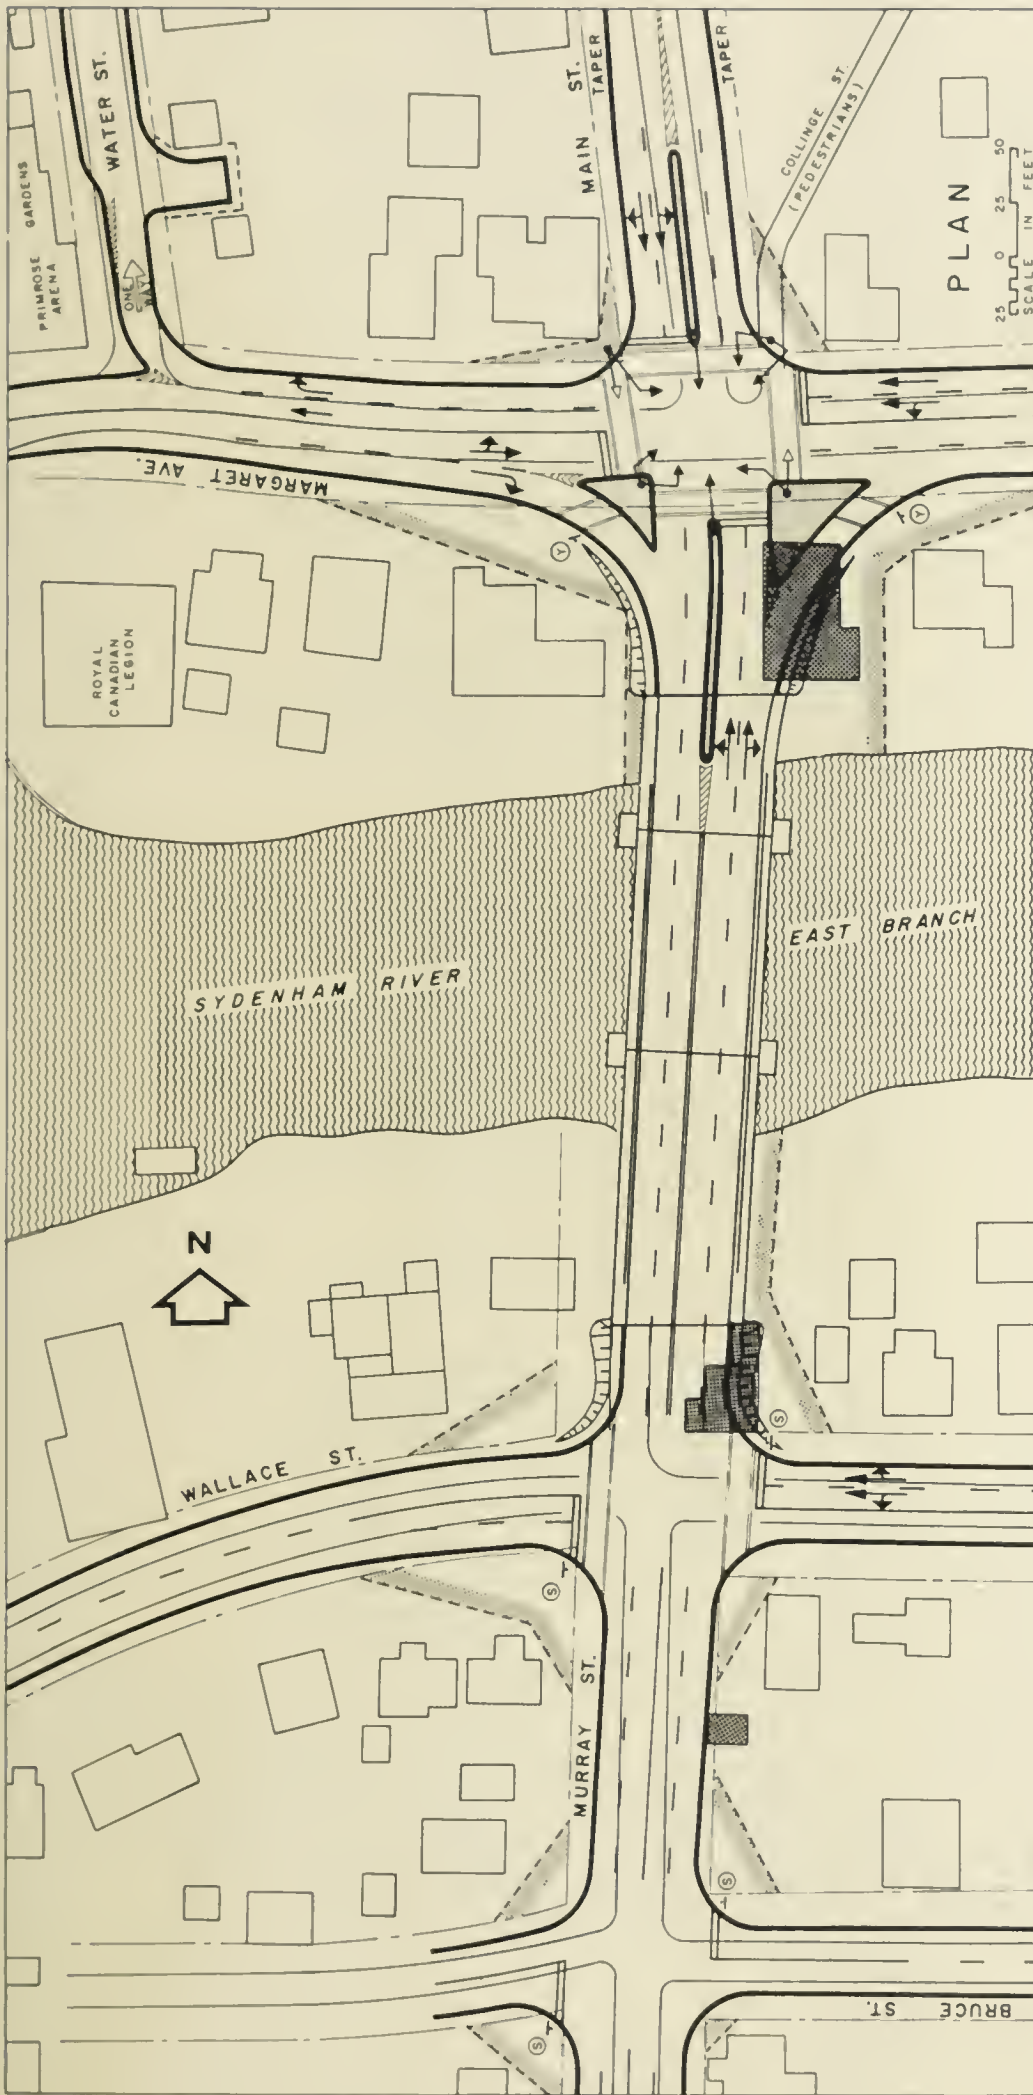 WATER ST.
PRIMROSE GARDENS
ARENA
ONE
WAY
MAIN ST.
TAPER
TAPER
COLLINGE ST.
(PEDESTRIANS)
PLAN
25 0 25 50
SCALE IN FEET
MARGARET AVE.
Y
Y
ROYAL
CANADIAN
LEGION
SYDENHAM RIVER
EAST BRANCH
N
WALLACE ST.
S
S
MURRAY ST.
S
S
BRUCE ST.